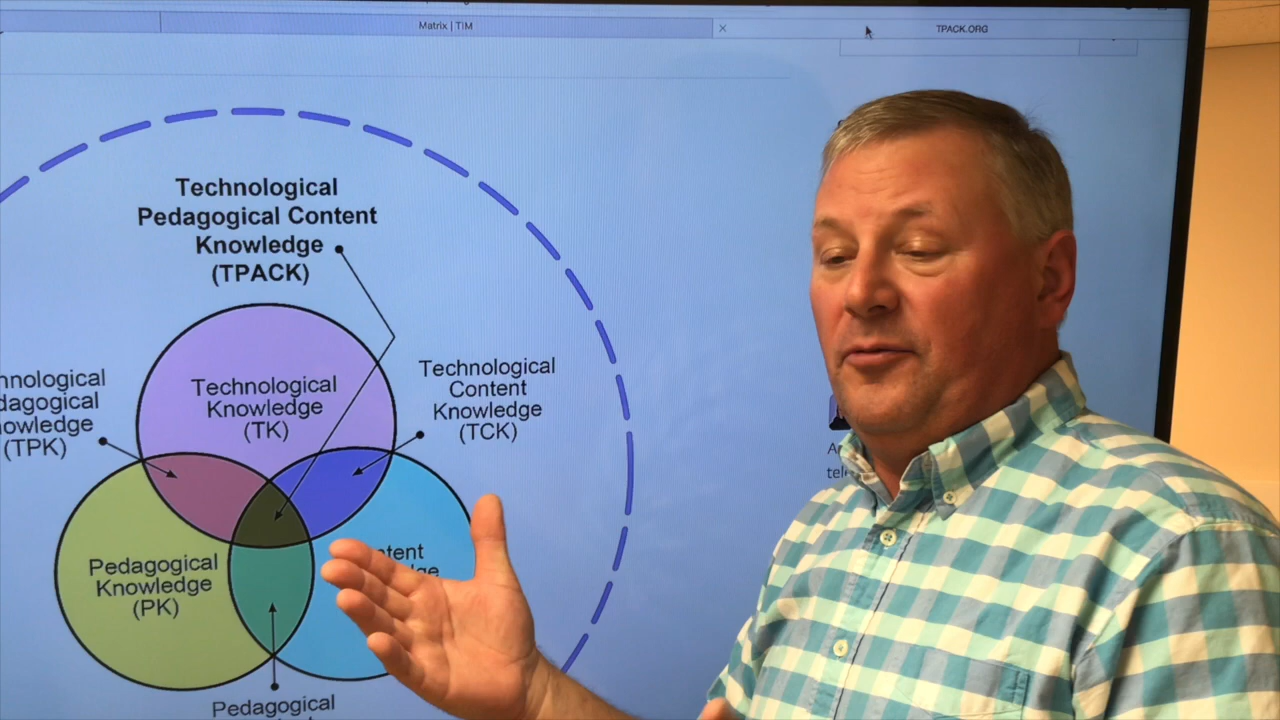 Matrix | TIM
TPACK.ORG
Technological
Pedagogical Content
Knowledge
(TPACK)
Technological
Knowledge
(TK)
Technological
Content
Knowledge
(TCK)
(TPK)
Pedagogical
Knowledge
(PK)
Pedagogical